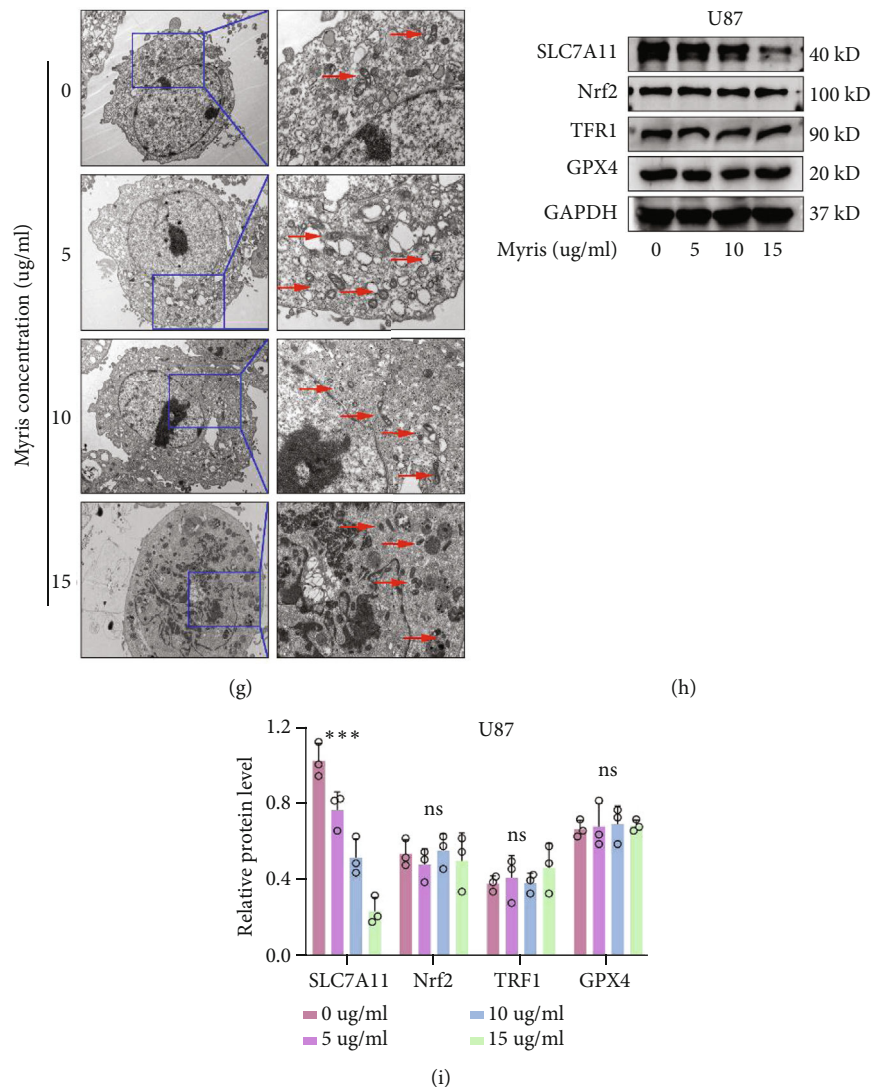 Myris concentration (ug/ml)
0
5
10
15
(g)
U87
SLC7A11 40 kD
Nrf2 100 kD
TFR1 90 kD
GPX4 20 kD
GAPDH 37 kD
Myris (ug/ml) 0 5 10 15
(h)
U87
Relative protein level
1.2
0.8
0.4
0.0
***
ns
ns
ns
SLC7A11 Nrf2 TRF1 GPX4
0 ug/ml 10 ug/ml
5 ug/ml 15 ug/ml
(i)